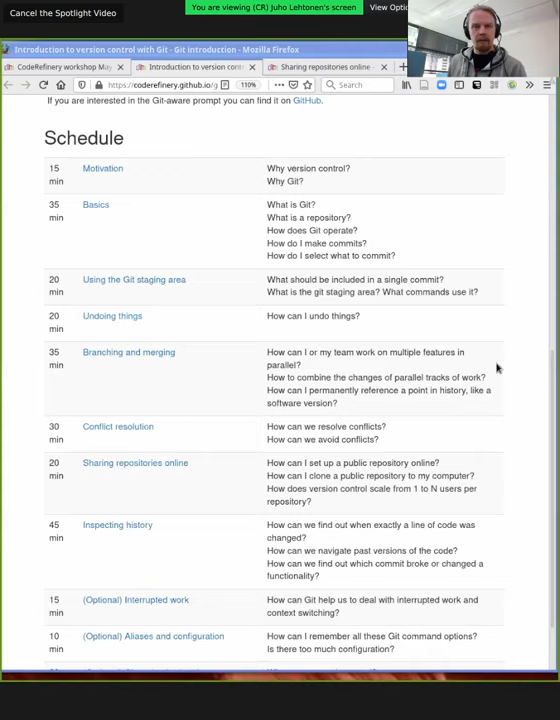 Cancel the Spotlight Video
You are viewing (CR) Juho Lehtonen's screen
View Optio
Introduction to version control with Git - Git introduction - Mozilla Firefox
CodeRefinery workshop May
Introduction to version contr
Sharing repositories online -
https://coderefinery.github.io/g
110%
Search
If you are interested in the Git-aware prompt you can find it on GitHub.
Schedule
15 min
Motivation
Why version control?
Why Git?
35 min
Basics
What is Git?
What is a repository?
How does Git operate?
How do I make commits?
How do I select what to commit?
20 min
Using the Git staging area
What should be included in a single commit?
What is the git staging area? What commands use it?
20 min
Undoing things
How can I undo things?
35 min
Branching and merging
How can I or my team work on multiple features in
parallel?
How to combine the changes of parallel tracks of work?
How can I permanently reference a point in history, like a
software version?
30 min
Conflict resolution
How can we resolve conflicts?
How can we avoid conflicts?
20 min
Sharing repositories online
How can I set up a public repository online?
How can I clone a public repository to my computer?
How does version control scale from 1 to N users per
repository?
45 min
Inspecting history
How can we find out when exactly a line of code was
changed?
How can we navigate past versions of the code?
How can we find out which commit broke or changed a
functionality?
15 min
(Optional) Interrupted work
How can Git help us to deal with interrupted work and
context switching?
10 min
(Optional) Aliases and configuration
How can I remember all these Git command options?
Is there too much configuration?